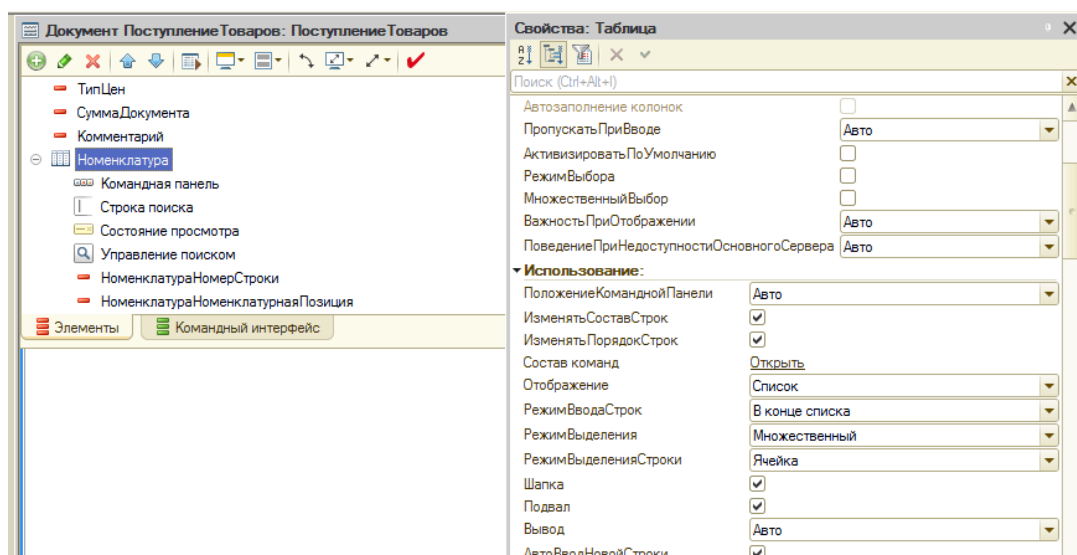 Документ ПоступлениеТоваров: ПоступлениеТоваров
ТипЦен
СуммаДокумента
Комментарий
Номенклатура
Командная панель
Строка поиска
Состояние просмотра
Управление поиском
НоменклатураНомерСтроки
НоменклатураНоменклатурнаяПозиция
Элементы
Командный интерфейс
Свойства: Таблица
Поиск (Ctrl+Alt+I)
Автозаполнение колонок
ПропускатьПриВводе Авто
АктивизироватьПоУмолчанию
РежимВыбора
МножественныйВыбор
ВажностьПриОтображении Авто
ПоведениеПриНедоступностиОсновногоСервера Авто
Использование:
ПоложениеКоманднойПанели Авто
ИзменятьСоставСтрок
ИзменятьПорядокСтрок
Состав команд Открыть
Отображение Список
РежимВводаСтрок В конце списка
РежимВыделения Множественный
РежимВыделенияСтроки Ячейка
Шапка
Подвал
Вывод Авто
АвтоВводНовойСтроки